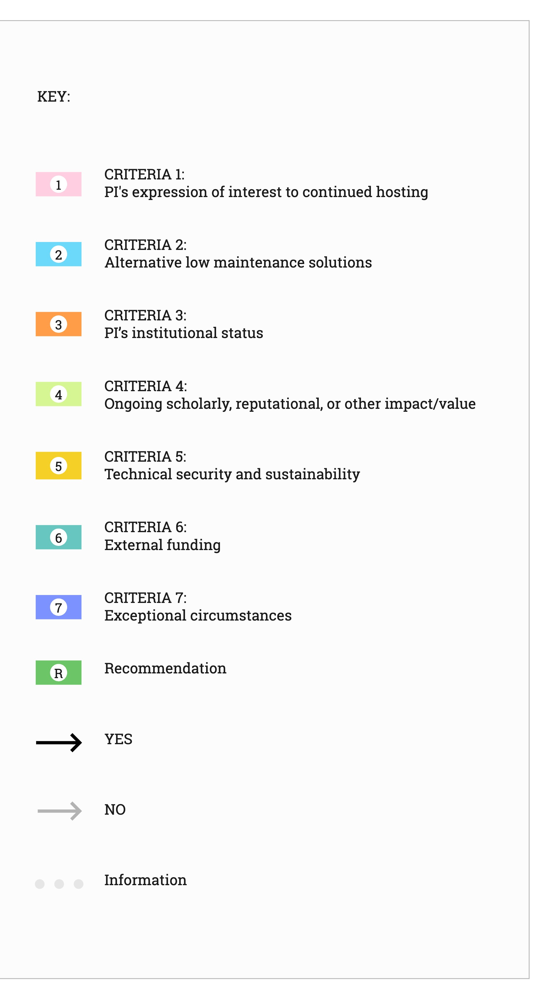 KEY:
1
CRITERIA 1:
PI's expression of interest to continued hosting
2
CRITERIA 2:
Alternative low maintenance solutions
3
CRITERIA 3:
PI’s institutional status
4
CRITERIA 4:
Ongoing scholarly, reputational, or other impact/value
5
CRITERIA 5:
Technical security and sustainability
6
CRITERIA 6:
External funding
7
CRITERIA 7:
Exceptional circumstances
R
Recommendation
YES
NO
Information